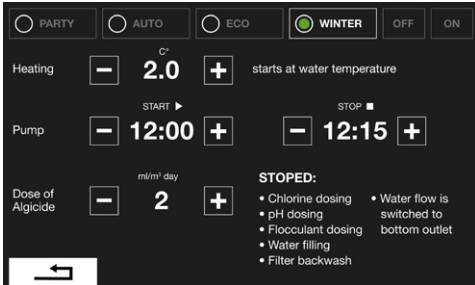 PARTY AUTO ECO WINTER OFF ON
C°
Heating − 2.0 + starts at water temperature
START ▶ STOP ■
Pump − 12:00 + − 12:15 +
ml/m³ day
Dose of
Algicide
− 2 +
STOPED:
• Chlorine dosing
• pH dosing
• Flocculant dosing
• Water filling
• Filter backwash
• Water flow is
switched to
bottom outlet